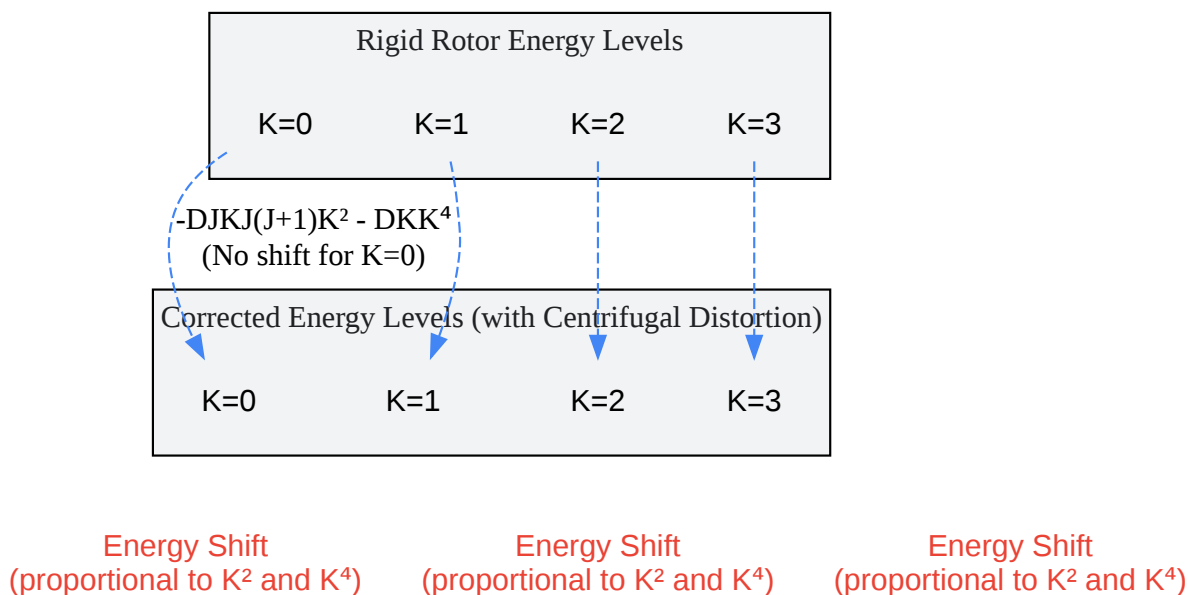 Rigid Rotor Energy Levels
K=0 K=1 K=2 K=3
-DJKJ(J+1)K² - DKK⁴
(No shift for K=0)
Corrected Energy Levels (with Centrifugal Distortion)
K=0 K=1 K=2 K=3
Energy Shift Energy Shift Energy Shift
(proportional to K² and K⁴) (proportional to K² and K⁴) (proportional to K² and K⁴)